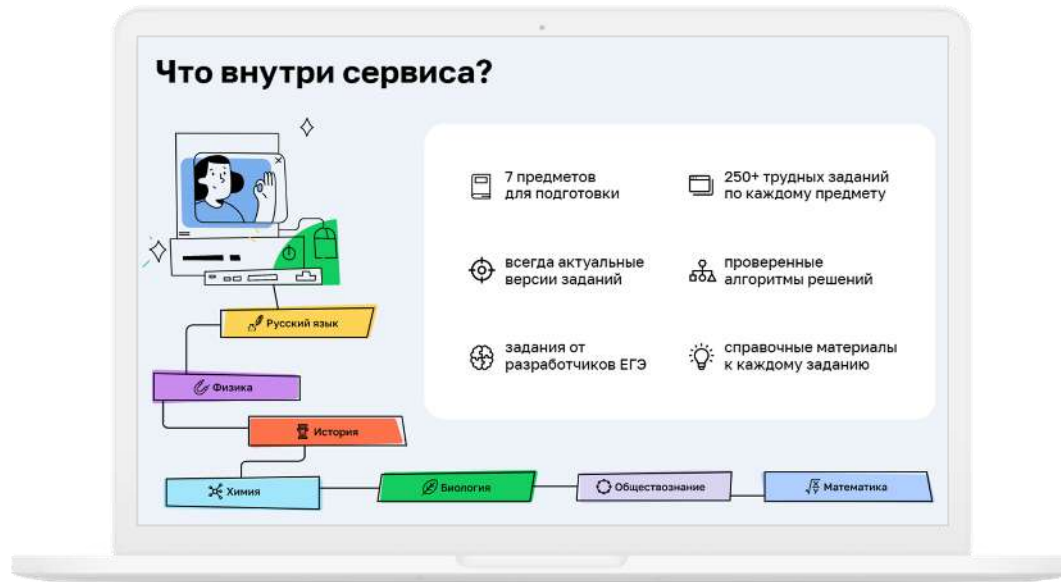 Что внутри сервиса?
7 предметов
для подготовки
250+ трудных заданий
по каждому предмету
всегда актуальные
версии заданий
проверенные
алгоритмы решений
задания от
разработчиков ЕГЭ
справочные материалы
к каждому заданию
Русский язык
Физика
История
Химия
Биология
Обществознание
Математика